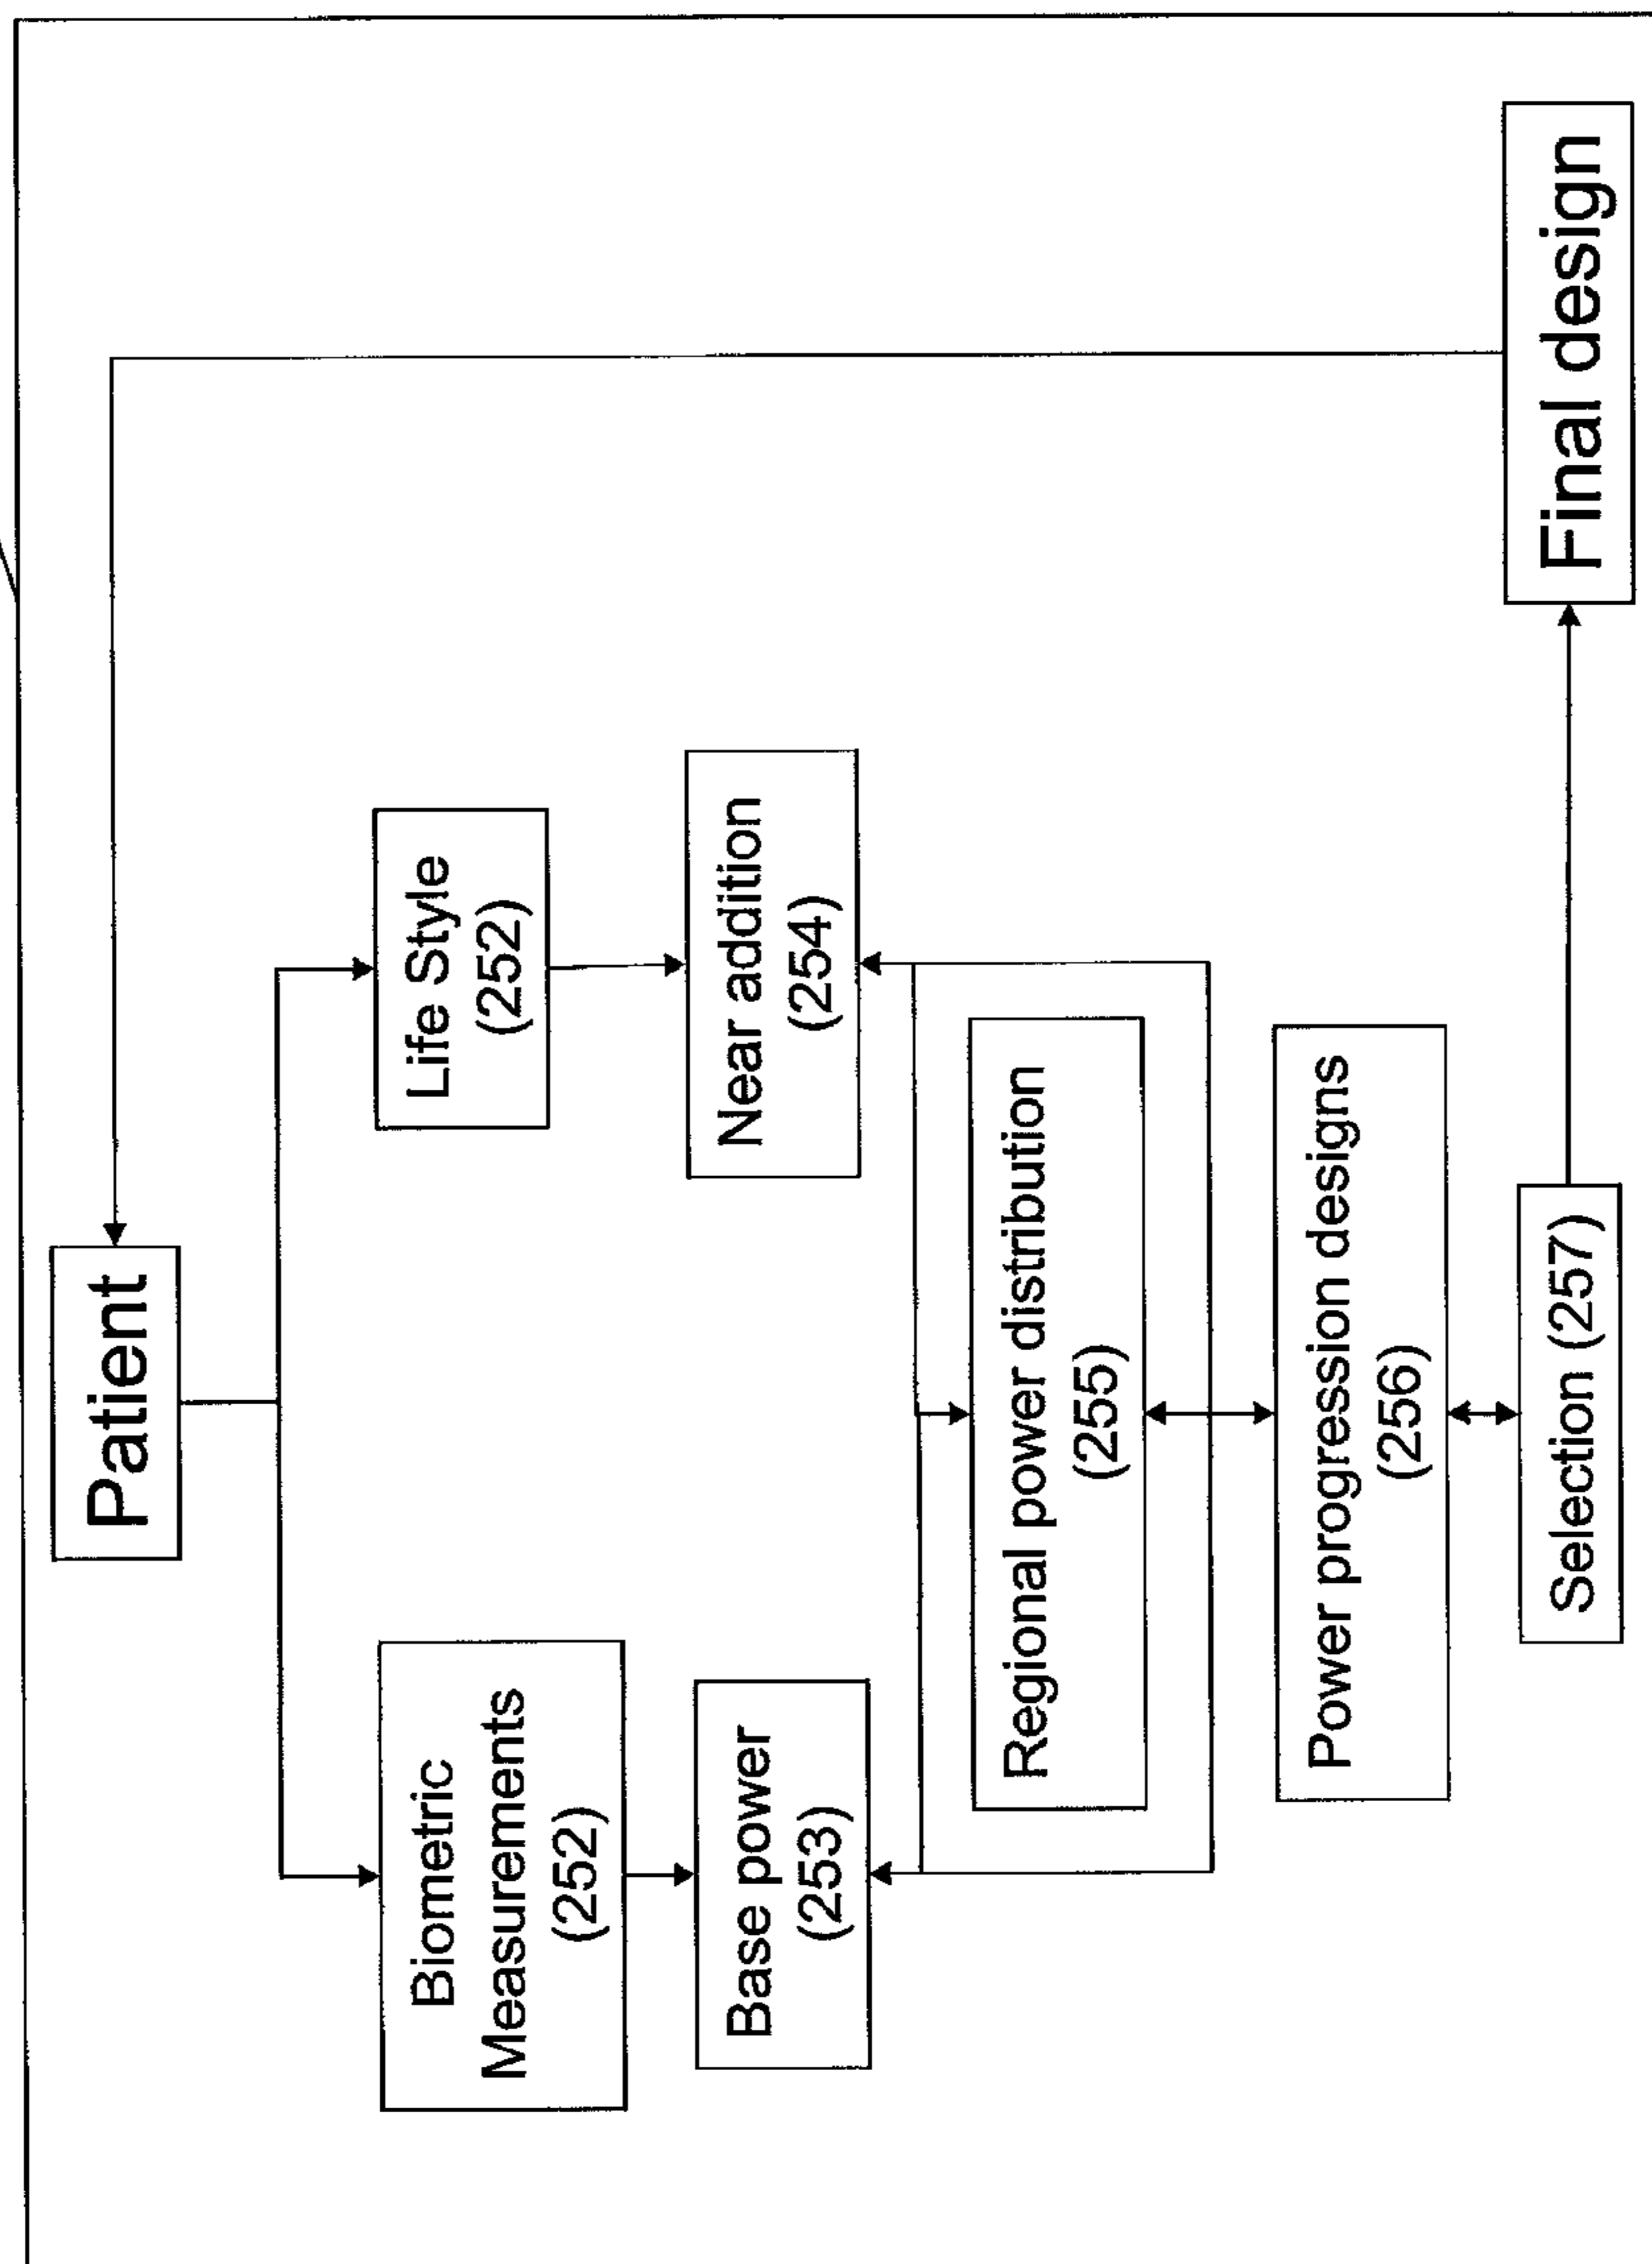 Patient
Biometric
Measurements
(252)
Life Style
(252)
Base power
(253)
Near addition
(254)
Regional power distribution
(255)
Power progression designs
(256)
Selection (257)
Final design